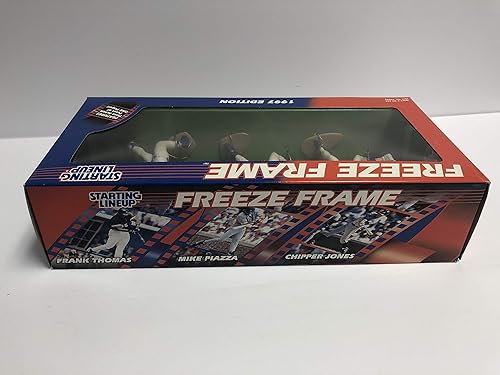 1997 EDITION
STARTING
LINEUP
FREEZE FRAME
STARTING
LINEUP
FREEZE FRAME
FRANK THOMAS
MIKE PIAZZA
CHIPPER JONES